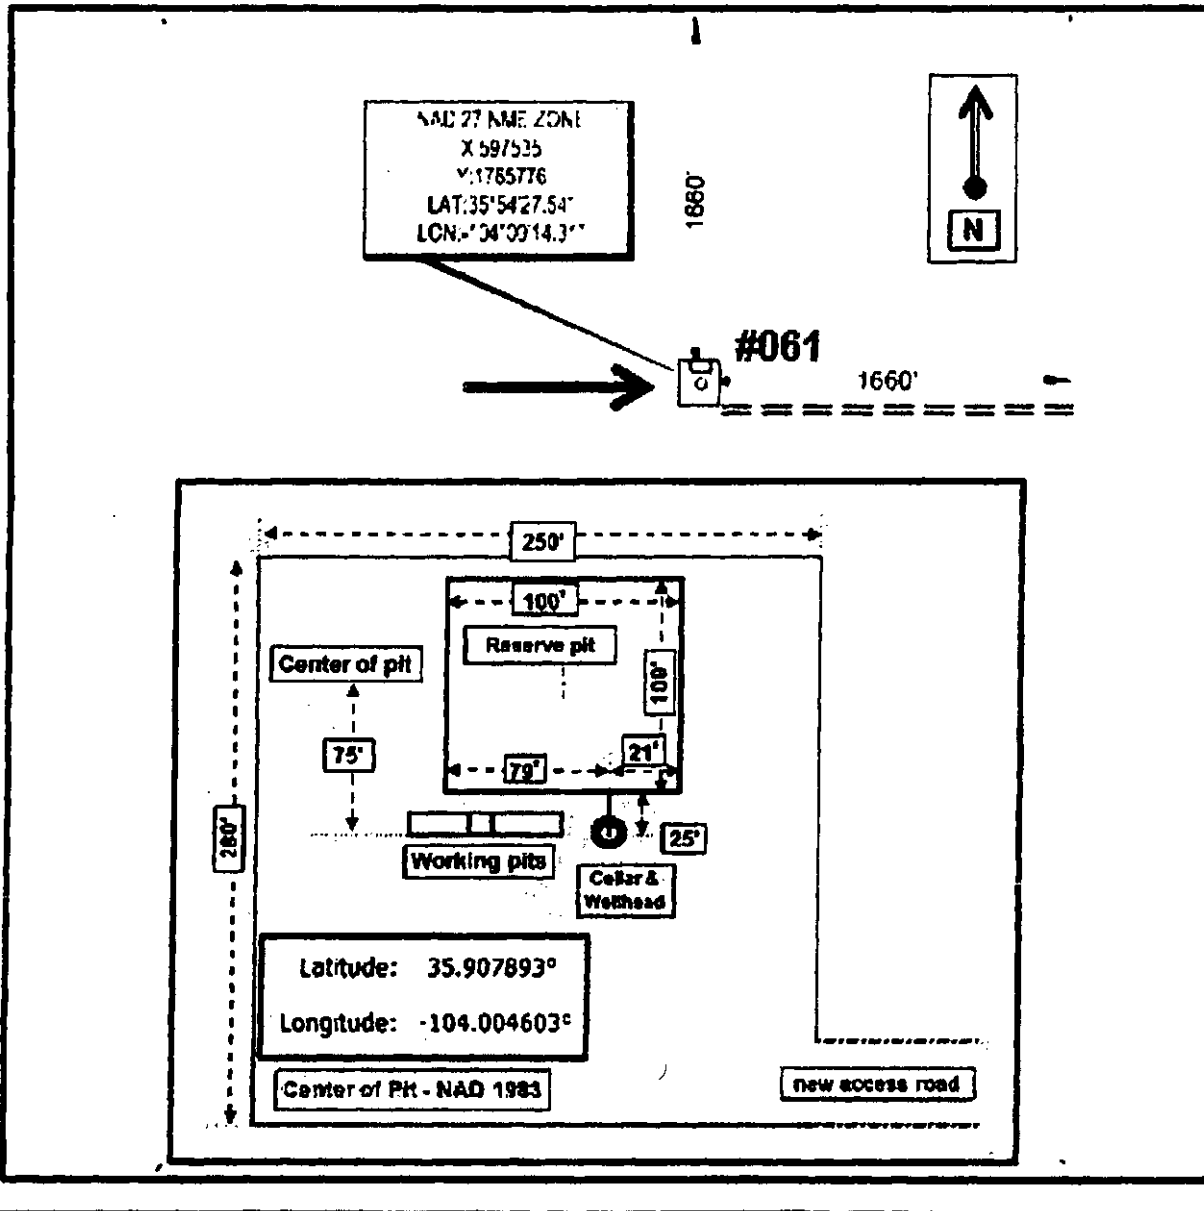 NAD 27 NME ZONE
X:597535
Y:1765776
LAT:35°54'27.54"
1660'
N
#061
1660'
250'
100'
Reserve pit
Center of pit
100'
75'
79'
21'
280'
25'
Working pits
Cellar &
Wellhead
Latitude: 35.907893°
Longitude: -104.004603°
Center of Pit - NAD 1983
new access road